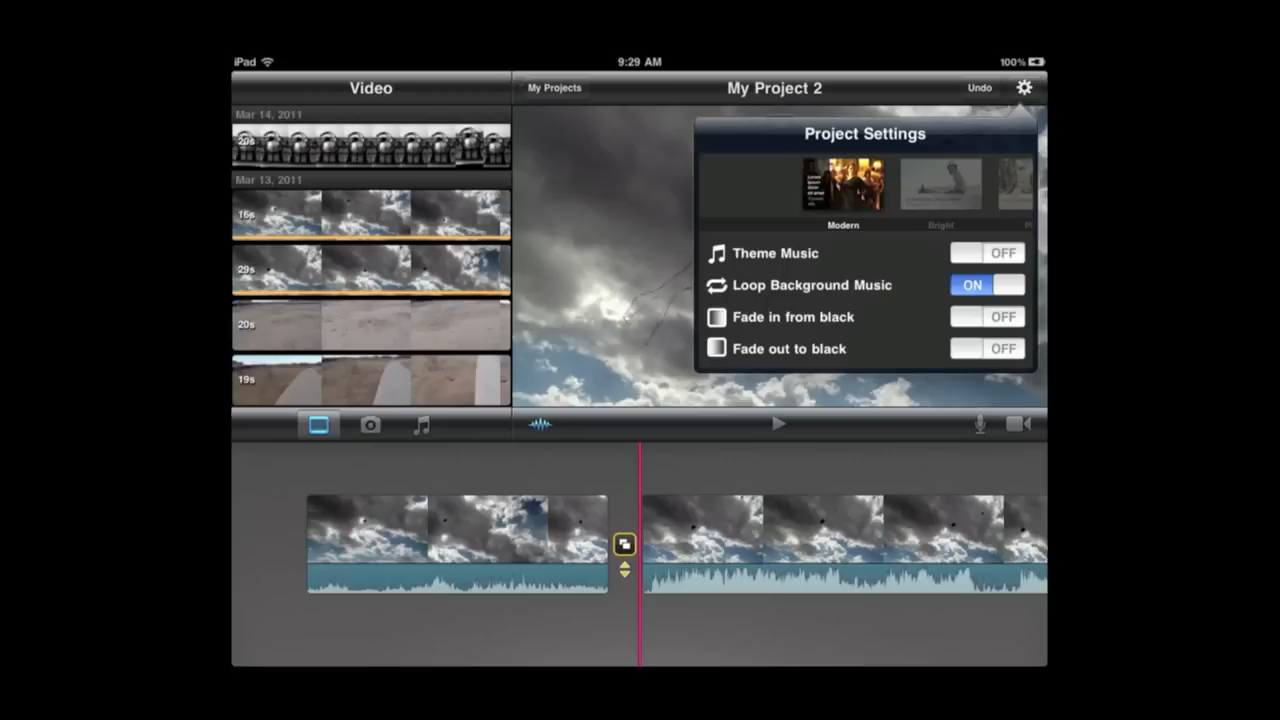 iPad 9:29 AM 100%
Video
My Projects My Project 2 Undo
Mar 14, 2011
20s
Mar 13, 2011
15s
29s
20s
19s
Project Settings
Modern Bright
Theme Music OFF
Loop Background Music ON
Fade in from black OFF
Fade out to black OFF